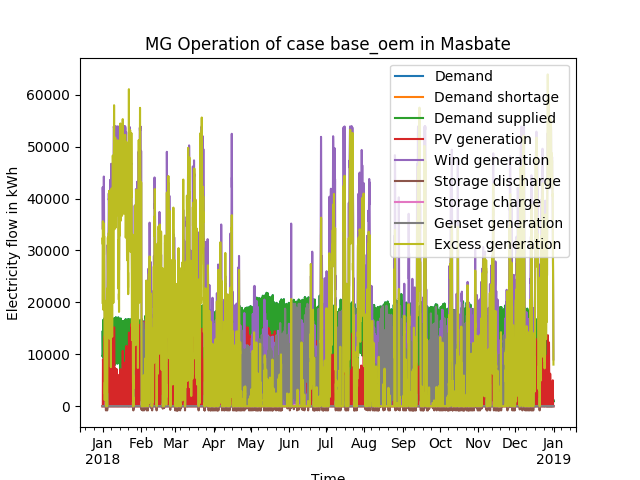 MG Operation of case base_oem in Masbate
Electricity flow in kWh
60000
50000
40000
30000
20000
10000
0
Demand
Demand shortage
Demand supplied
PV generation
Wind generation
Storage discharge
Storage charge
Genset generation
Excess generation
Jan Feb Mar Apr May Jun Jul Aug Sep Oct Nov Dec Jan
2018 2019
Time